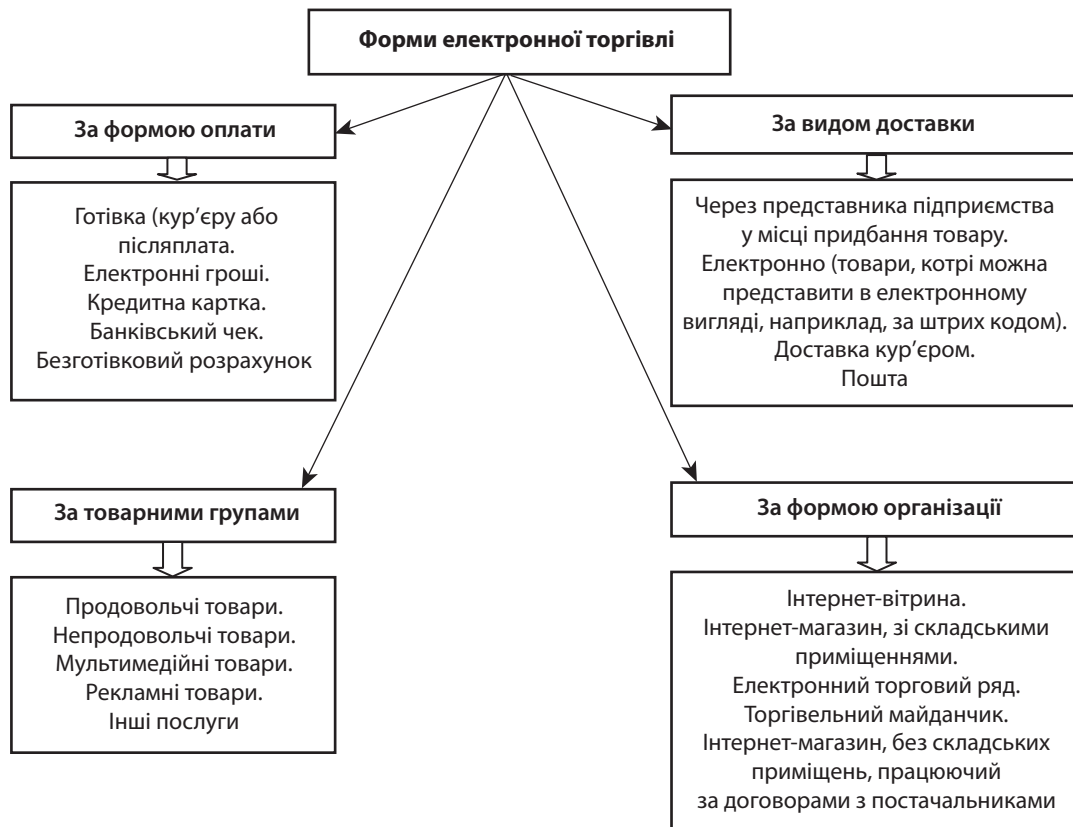 Форми електронної торгівлі
За формою оплати
Готівка (кур’єру або
післяплата.
Електронні гроші.
Кредитна картка.
Банківський чек.
Безготівковий розрахунок
За видом доставки
Через представника підприємства
у місці придбання товару.
Електронно (товари, котрі можна
представити в електронному
вигляді, наприклад, за штрих кодом).
Доставка кур’єром.
Пошта
За товарними групами
Продовольчі товари.
Непродовольчі товари.
Мультимедійні товари.
Рекламні товари.
Інші послуги
За формою організації
Інтернет-вітрина.
Інтернет-магазин, зі складськими
приміщеннями.
Електронний торговий ряд.
Торгівельний майданчик.
Інтернет-магазин, без складських
приміщень, працюючий
за договорами з постачальниками